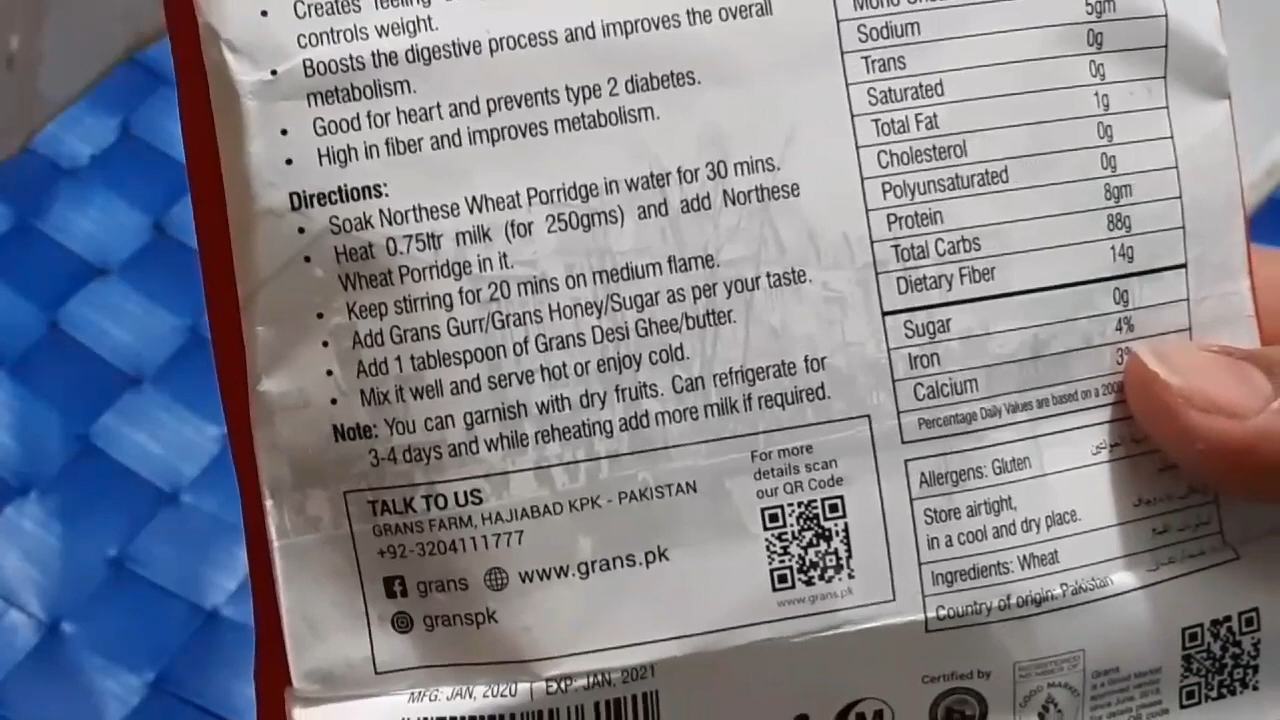 Creates feeling
controls weight.
Boosts the digestive process and improves the overall
metabolism.
Good for heart and prevents type 2 diabetes.
High in fiber and improves metabolism.
Directions:
Soak Northese Wheat Porridge in water for 30 mins.
Heat 0.75ltr milk (for 250gms) and add Northese
Wheat Porridge in it.
Keep stirring for 20 mins on medium flame.
Add Grans Gurr/Grans Honey/Sugar as per your taste.
Add 1 tablespoon of Grans Desi Ghee/butter.
Mix it well and serve hot or enjoy cold.
Note: You can garnish with dry fruits. Can refrigerate for
3-4 days and while reheating add more milk if required.
TALK TO US
GRANS FARM, HAJIABAD KPK - PAKISTAN
+92-3204111777
grans www.grans.pk
granspk
For more
details scan
our QR Code
www.grans.pk
MFG: JAN, 2020 | EXP: JAN, 2021
5gm
Sodium 0g
Trans 0g
Saturated 1g
Total Fat 0g
Cholesterol 0g
Polyunsaturated 8gm
Protein 88g
Total Carbs 14g
Dietary Fiber
Sugar 0g
Iron 4%
Calcium 3%
Percentage Daily Values are based on a
Allergens: Gluten
Store airtight,
in a cool and dry place.
Ingredients: Wheat
Country of origin: Pakistan
Certified by
REGISTERED
GOOD MARKET